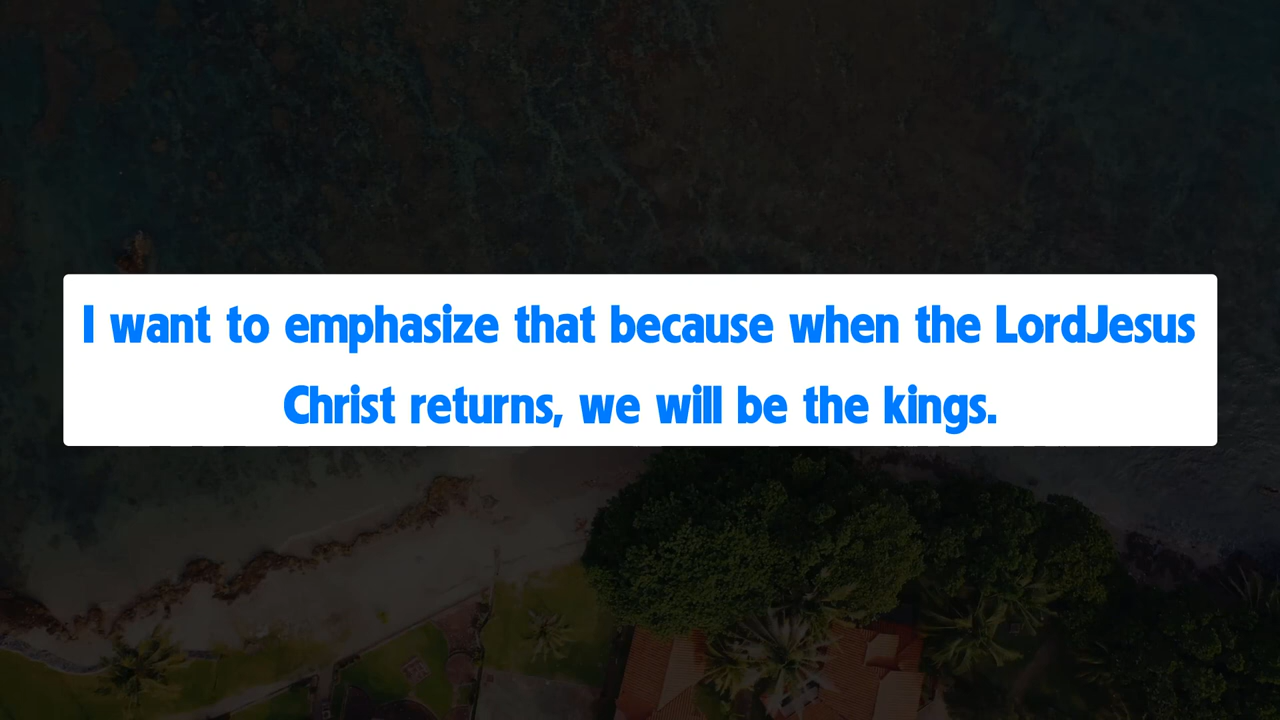 I want to emphasize that because when the LordJesus
Christ returns, we will be the kings.